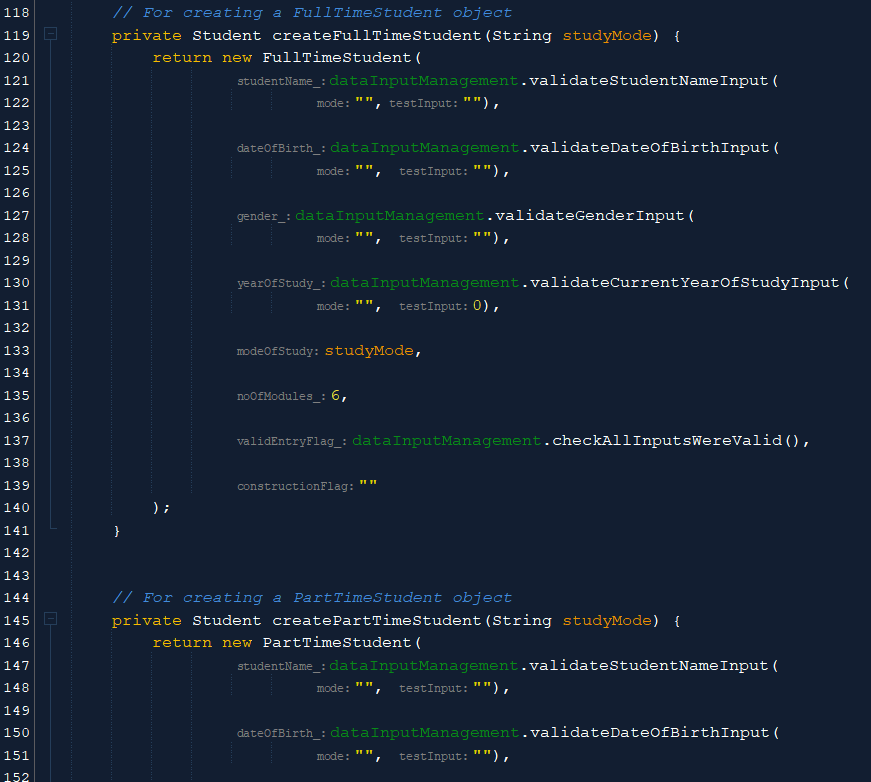 118 // For creating a FullTimeStudent object
119 private Student createFullTimeStudent(String studyMode) {
120 return new FullTimeStudent(
121 studentName_: dataInputManagement.validateStudentNameInput(
122 mode: "", testInput: ""),
123
124 dateOfBirth_: dataInputManagement.validateDateOfBirthInput(
125 mode: "", testInput: ""),
126
127 gender_: dataInputManagement.validateGenderInput(
128 mode: "", testInput: ""),
129
130 yearOfStudy_: dataInputManagement.validateCurrentYearOfStudyInput(
131 mode: "", testInput: 0),
132
133 modeOfStudy: studyMode,
134
135 noOfModules_: 6,
136
137 validEntryFlag_: dataInputManagement.checkAllInputsWereValid(),
138
139 constructionFlag: ""
140 );
141 }
142
143
144 // For creating a PartTimeStudent object
145 private Student createPartTimeStudent(String studyMode) {
146 return new PartTimeStudent(
147 studentName_: dataInputManagement.validateStudentNameInput(
148 mode: "", testInput: ""),
149
150 dateOfBirth_: dataInputManagement.validateDateOfBirthInput(
151 mode: "", testInput: ""),
152